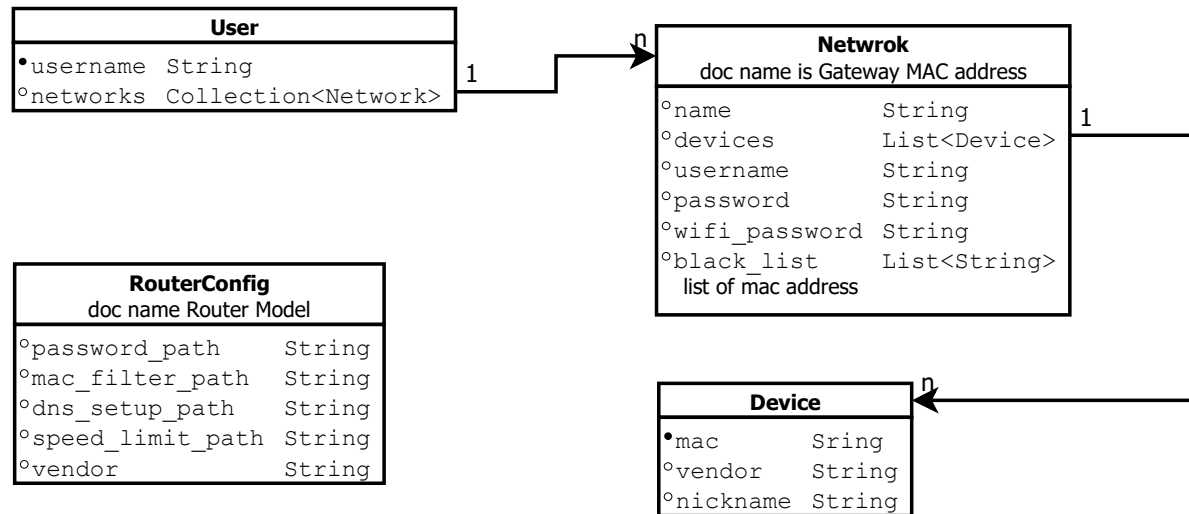 User
•username String
°networks Collection<Network>
1
n
Netwrok
doc name is Gateway MAC address
°name String
°devices List<Device>
°username String
°password String
°wifi_password String
°black_list List<String>
list of mac address
1
RouterConfig
doc name Router Model
°password_path String
°mac_filter_path String
°dns_setup_path String
°speed_limit_path String
°vendor String
n
Device
•mac Sring
°vendor String
°nickname String